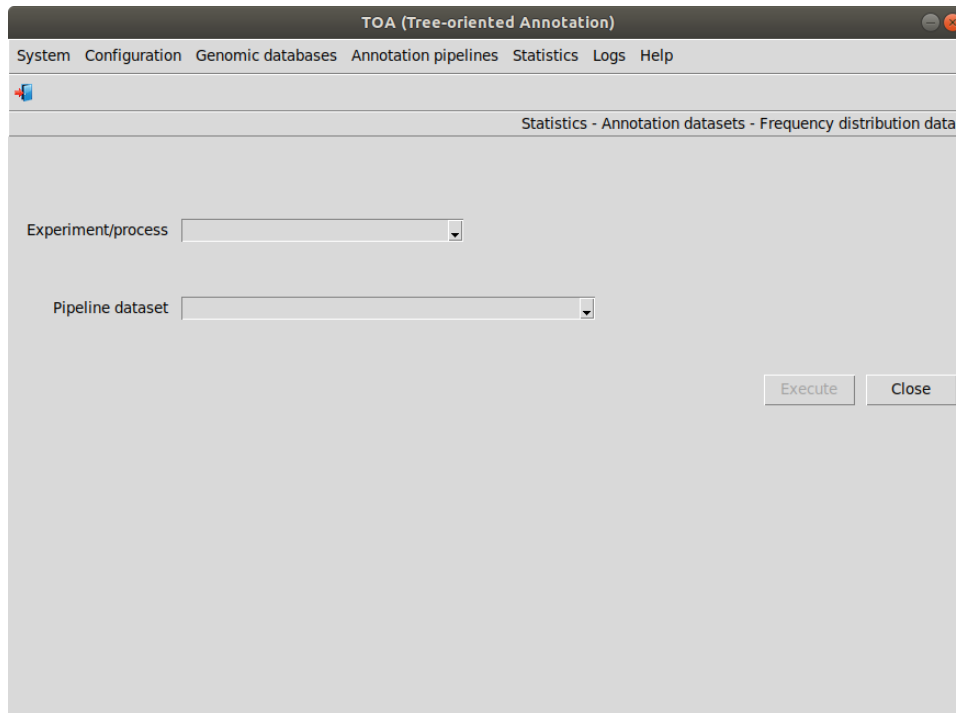 TOA (Tree-oriented Annotation)
System Configuration Genomic databases Annotation pipelines Statistics Logs Help
Statistics - Annotation datasets - Frequency distribution data
Experiment/process
Pipeline dataset
Execute Close